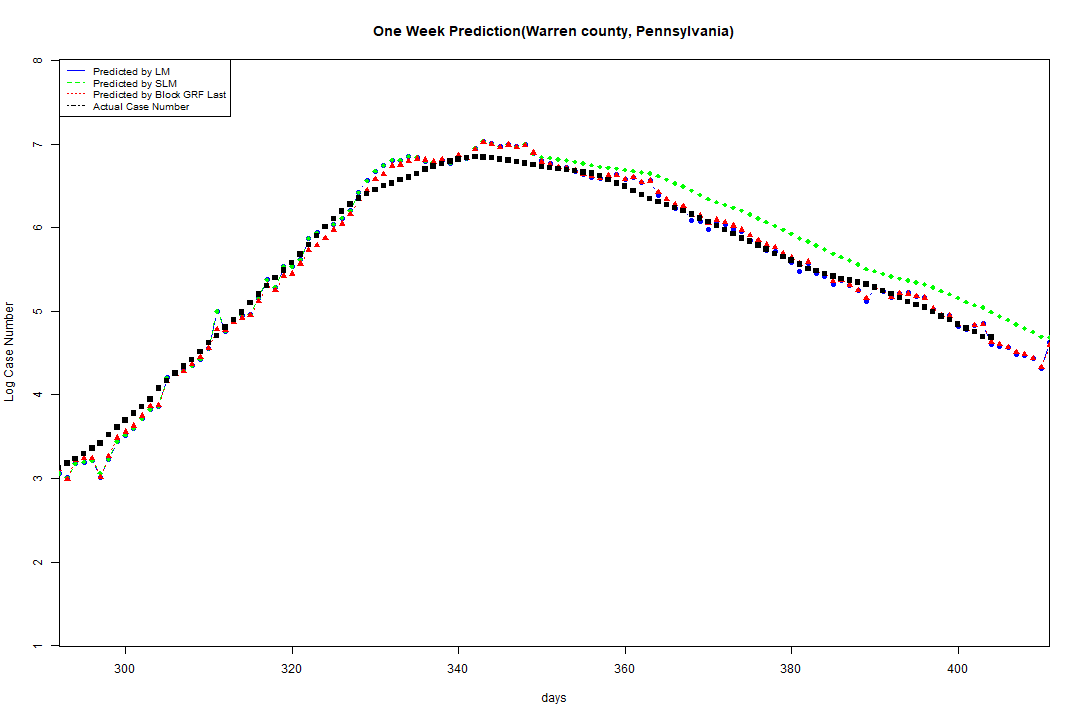 One Week Prediction(Warren county, Pennsylvania)
Predicted by LM
Predicted by SLM
Predicted by Block GRF Last
Actual Case Number
8
7
6
5
4
3
2
1
Log Case Number
300 320 340 360 380 400
days